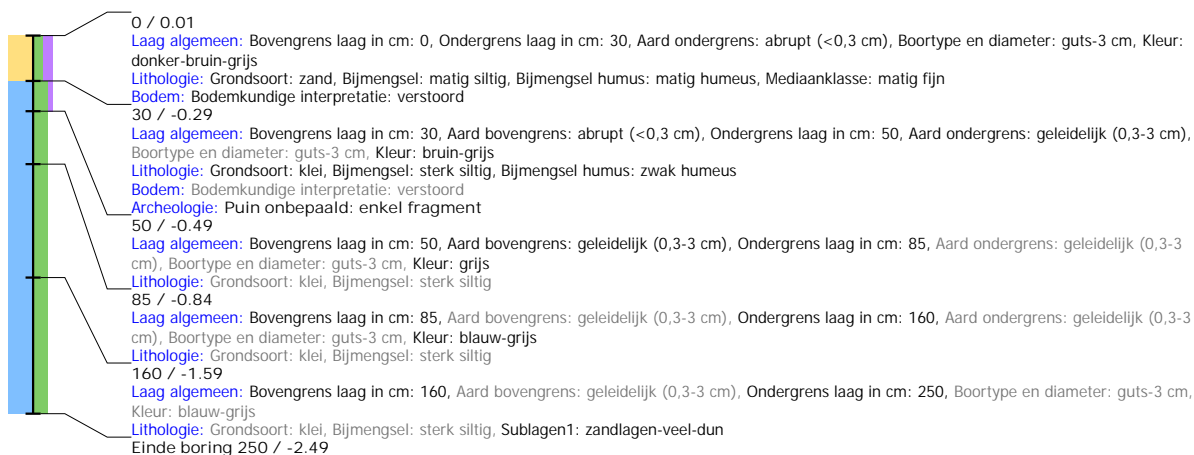 0 / 0.01
Laag algemeen: Bovengrens laag in cm: 0, Ondergrens laag in cm: 30, Aard ondergrens: abrupt (<0,3 cm), Boortype en diameter: guts-3 cm, Kleur:
donker-bruin-grijs
Lithologie: Grondsoort: zand, Bijmengsel: matig siltig, Bijmengsel humus: matig humeus, Mediaanklasse: matig fijn
Bodem: Bodemkundige interpretatie: verstoord
30 / -0.29
Laag algemeen: Bovengrens laag in cm: 30, Aard bovengrens: abrupt (<0,3 cm), Ondergrens laag in cm: 50, Aard ondergrens: geleidelijk (0,3-3 cm),
Boortype en diameter: guts-3 cm, Kleur: bruin-grijs
Lithologie: Grondsoort: klei, Bijmengsel: sterk siltig, Bijmengsel humus: zwak humeus
Bodem: Bodemkundige interpretatie: verstoord
Archeologie: Puin onbepaald: enkel fragment
50 / -0.49
Laag algemeen: Bovengrens laag in cm: 50, Aard bovengrens: geleidelijk (0,3-3 cm), Ondergrens laag in cm: 85, Aard ondergrens: geleidelijk (0,3-3
cm), Boortype en diameter: guts-3 cm, Kleur: grijs
Lithologie: Grondsoort: klei, Bijmengsel: sterk siltig
85 / -0.84
Laag algemeen: Bovengrens laag in cm: 85, Aard bovengrens: geleidelijk (0,3-3 cm), Ondergrens laag in cm: 160, Aard ondergrens: geleidelijk (0,3-3
cm), Boortype en diameter: guts-3 cm, Kleur: blauw-grijs
Lithologie: Grondsoort: klei, Bijmengsel: sterk siltig
160 / -1.59
Laag algemeen: Bovengrens laag in cm: 160, Aard bovengrens: geleidelijk (0,3-3 cm), Ondergrens laag in cm: 250, Boortype en diameter: guts-3 cm,
Kleur: blauw-grijs
Lithologie: Grondsoort: klei, Bijmengsel: sterk siltig, Sublagen1: zandlagen-veel-dun
Einde boring 250 / -2.49